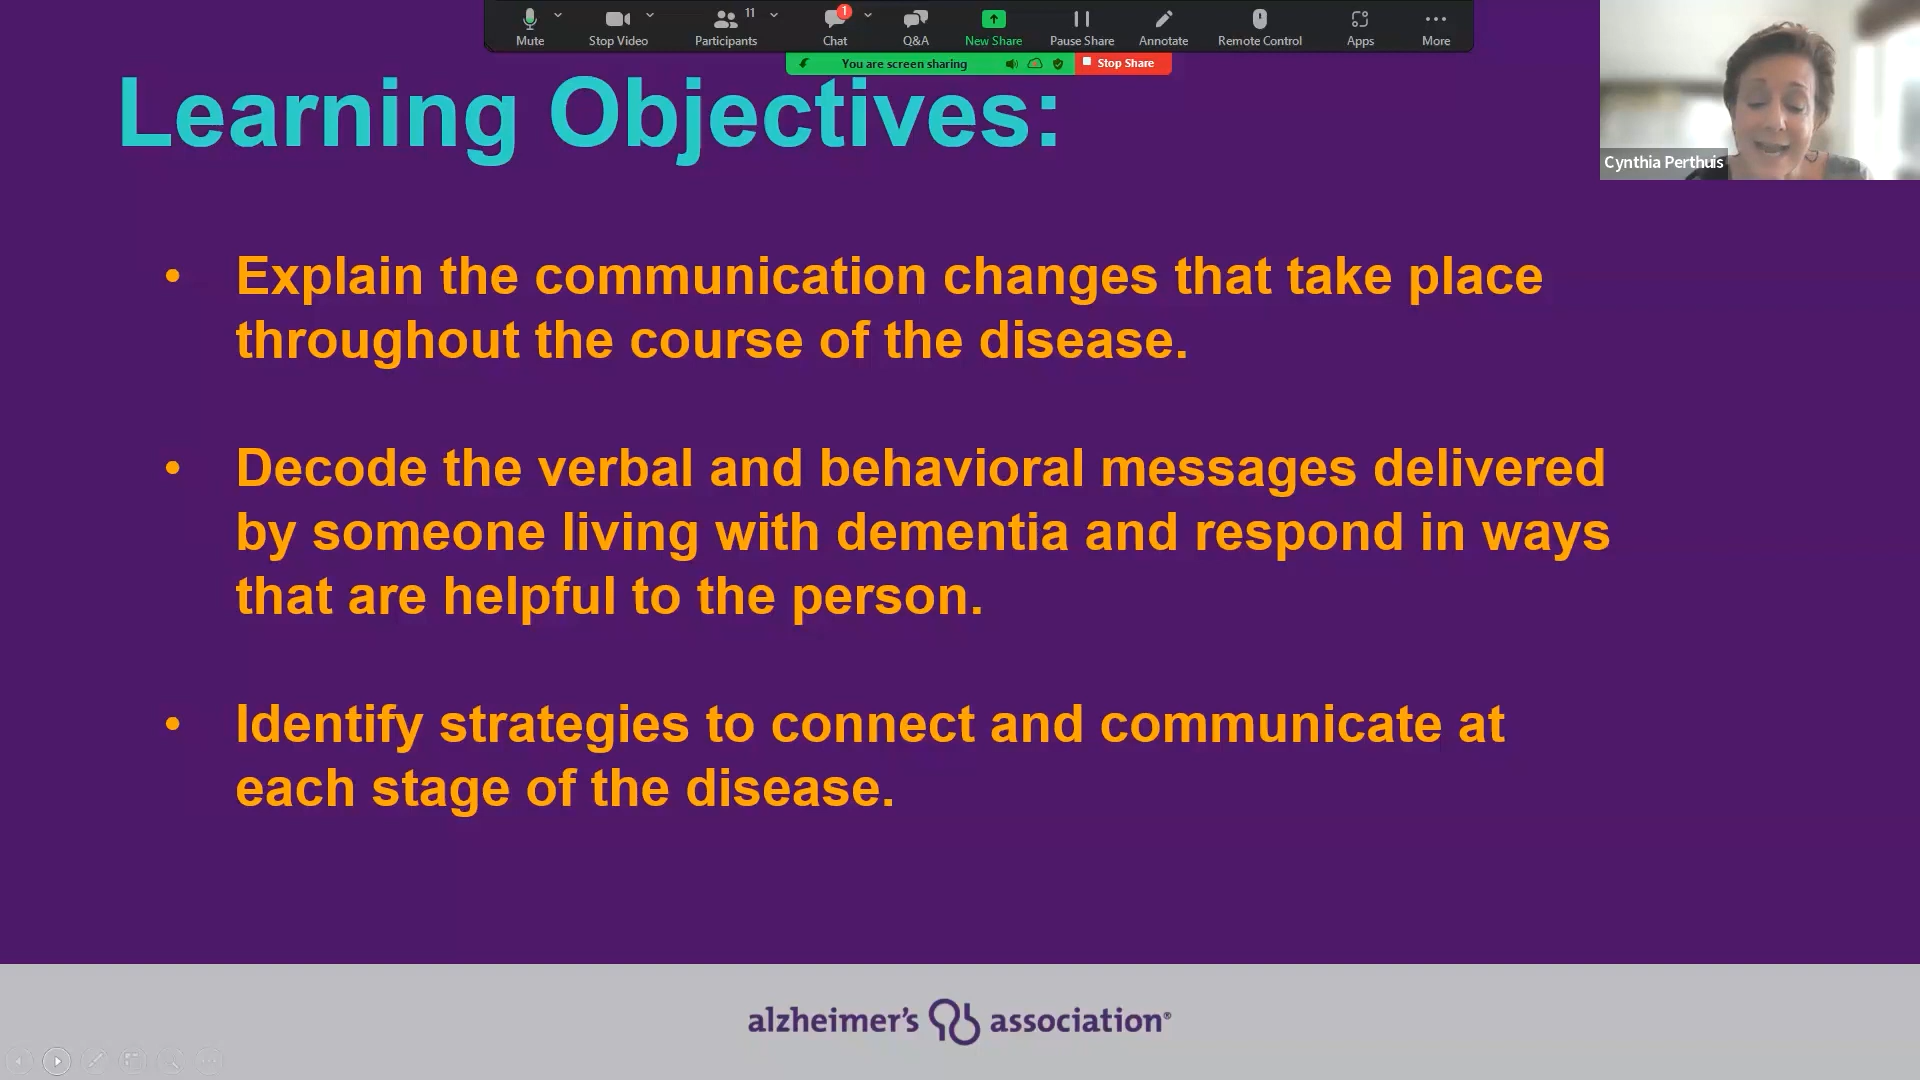 Mute
Stop Video
Participants
11
Chat
1
Q&A
New Share
Pause Share
Annotate
Remote Control
Apps
More
You are screen sharing
Stop Share
Cynthia Perthuis
Learning Objectives:
• Explain the communication changes that take place
throughout the course of the disease.
• Decode the verbal and behavioral messages delivered
by someone living with dementia and respond in ways
that are helpful to the person.
• Identify strategies to connect and communicate at
each stage of the disease.
alzheimer's association®